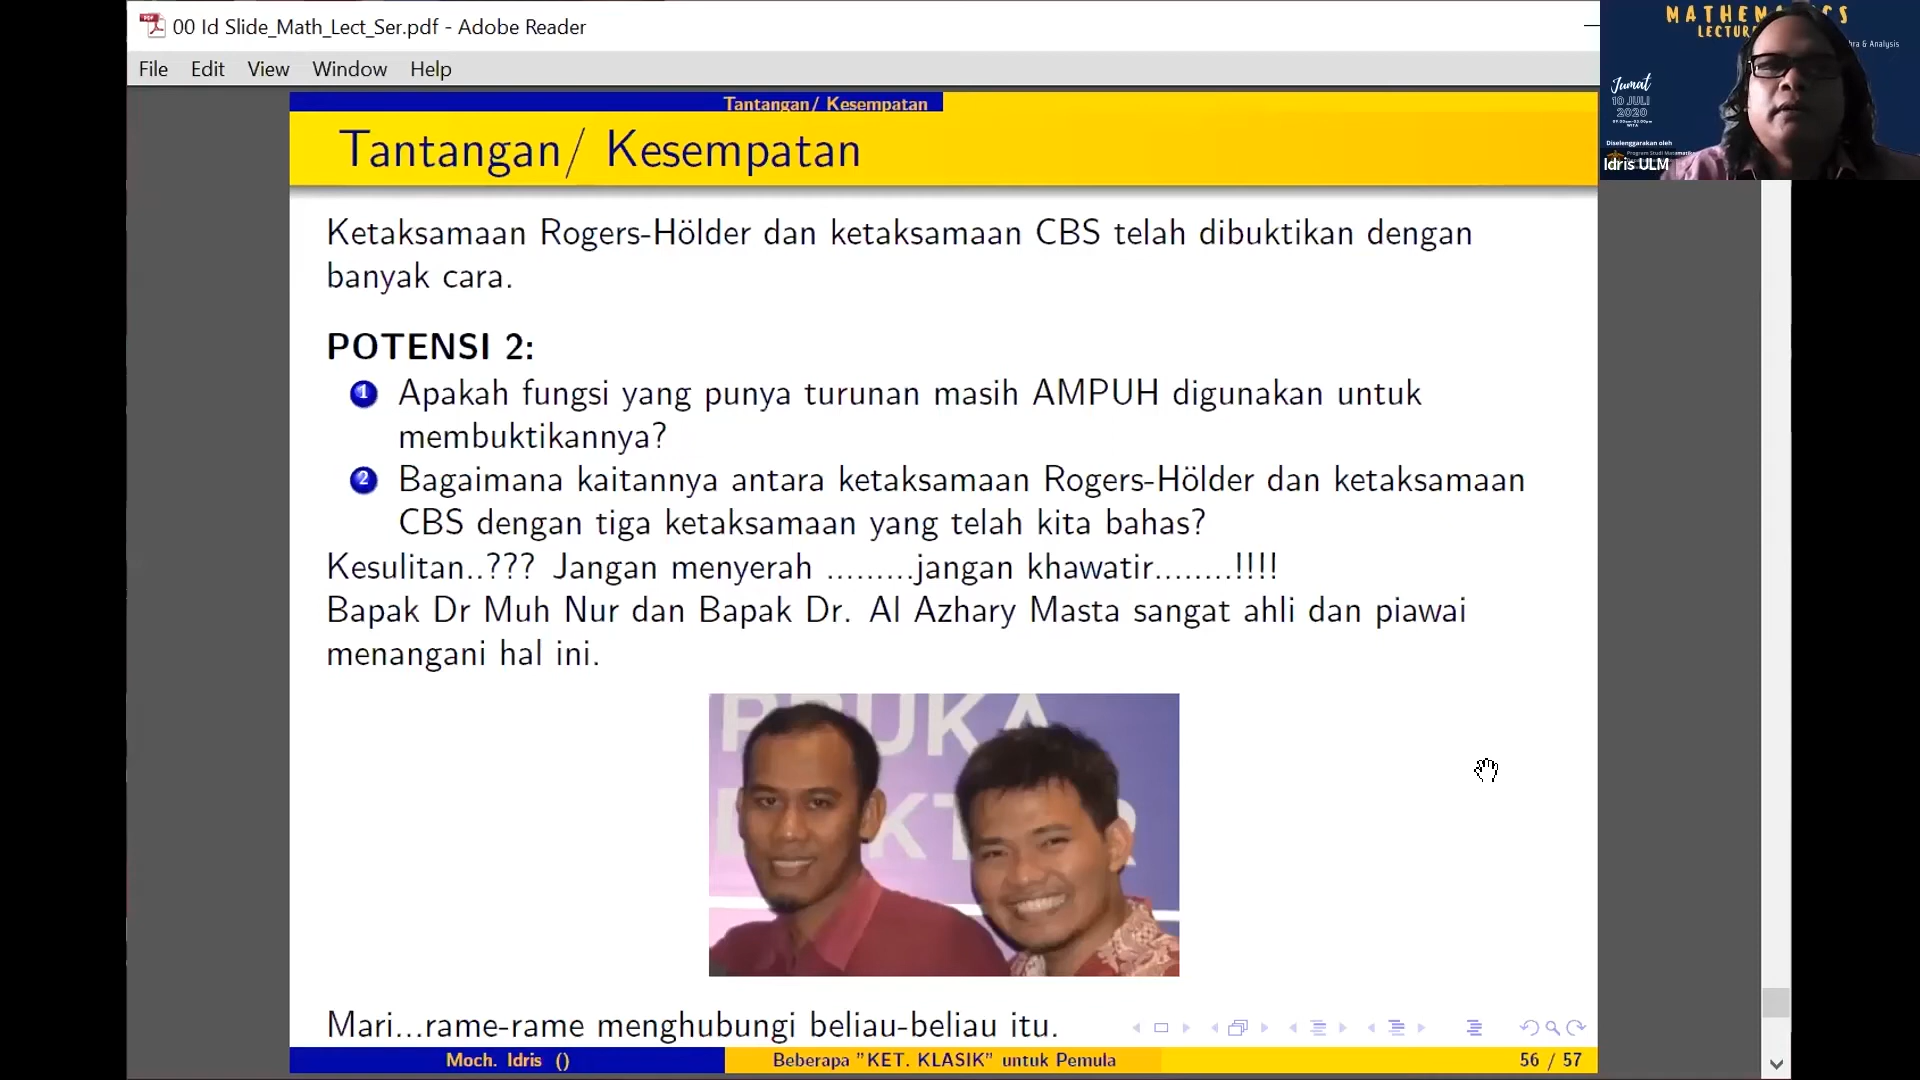 00 Id Slide_Math_Lect_Ser.pdf - Adobe Reader
File Edit View Window Help
Tantangan/ Kesempatan
Tantangan/ Kesempatan
Ketaksamaan Rogers-Hölder dan ketaksamaan CBS telah dibuktikan dengan
banyak cara.
POTENSI 2:
1 Apakah fungsi yang punya turunan masih AMPUH digunakan untuk
membuktikannya?
2 Bagaimana kaitannya antara ketaksamaan Rogers-Hölder dan ketaksamaan
CBS dengan tiga ketaksamaan yang telah kita bahas?
Kesulitan..??? Jangan menyerah .........jangan khawatir........!!!!
Bapak Dr Muh Nur dan Bapak Dr. Al Azhary Masta sangat ahli dan piawai
menangani hal ini.
Mari...rame-rame menghubungi beliau-beliau itu.
Moch. Idris () Beberapa "KET. KLASIK" untuk Pemula 56 / 57
& Analysis
Jumat
10 JULI
2020
Diselenggarakan oleh
Idris ULM